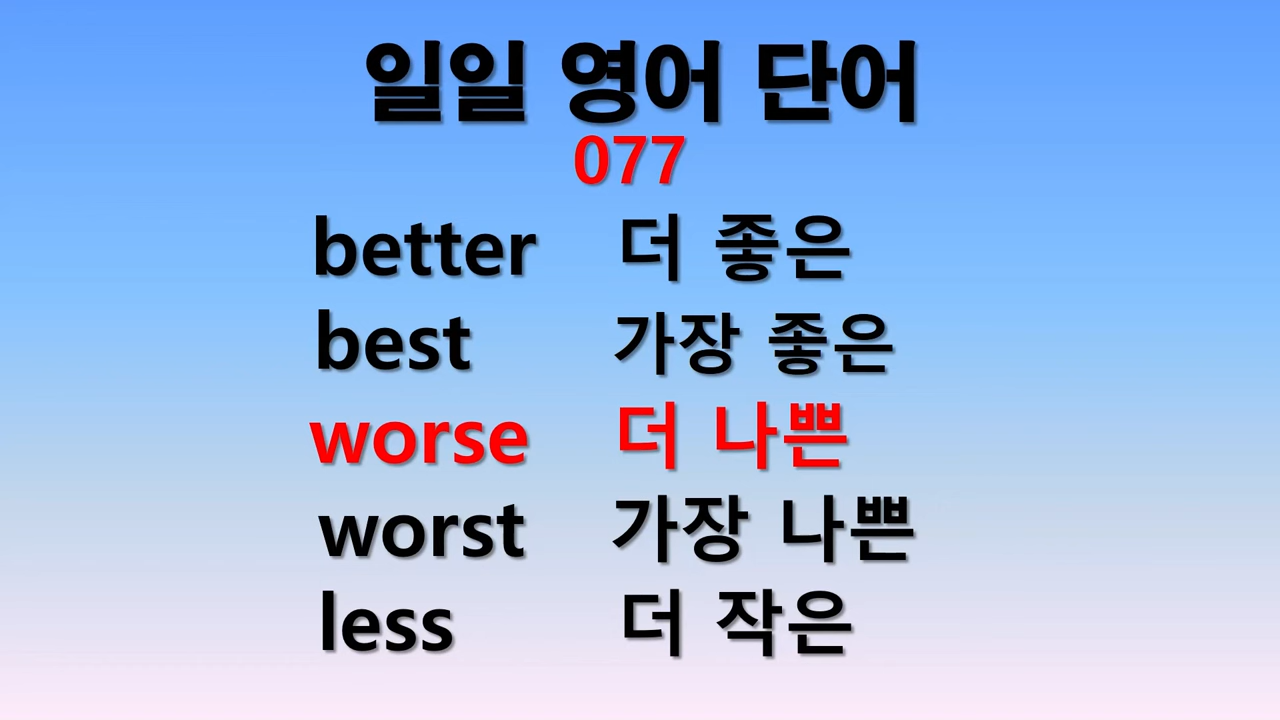 일일 영어 단어
077
better 더 좋은
best 가장 좋은
worse 더 나쁜
worst 가장 나쁜
less 더 작은